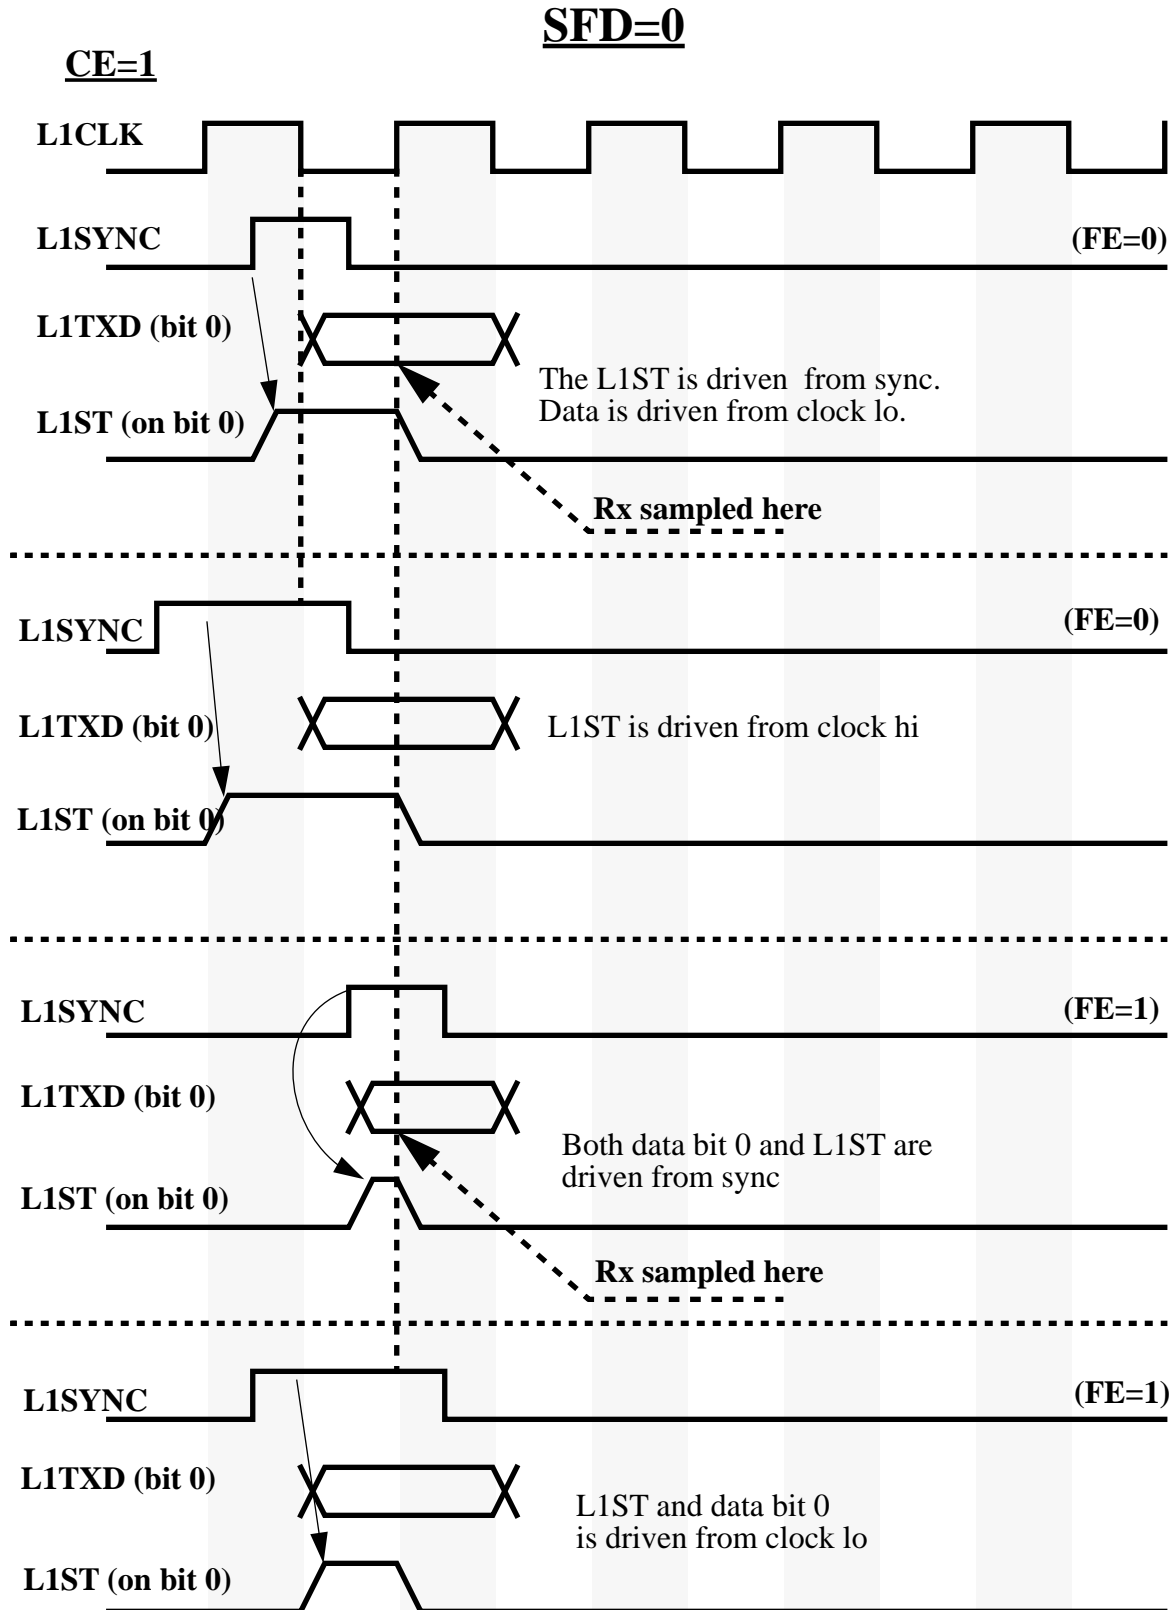 SFD=0
CE=1
L1CLK
L1SYNC
(FE=0)
L1TXD (bit 0)
The L1ST is driven from sync.
Data is driven from clock lo.
L1ST (on bit 0)
Rx sampled here
L1SYNC
(FE=0)
L1TXD (bit 0)
L1ST is driven from clock hi
L1ST (on bit 0)
L1SYNC
(FE=1)
L1TXD (bit 0)
Both data bit 0 and L1ST are
driven from sync
L1ST (on bit 0)
Rx sampled here
L1SYNC
(FE=1)
L1TXD (bit 0)
L1ST and data bit 0
is driven from clock lo
L1ST (on bit 0)